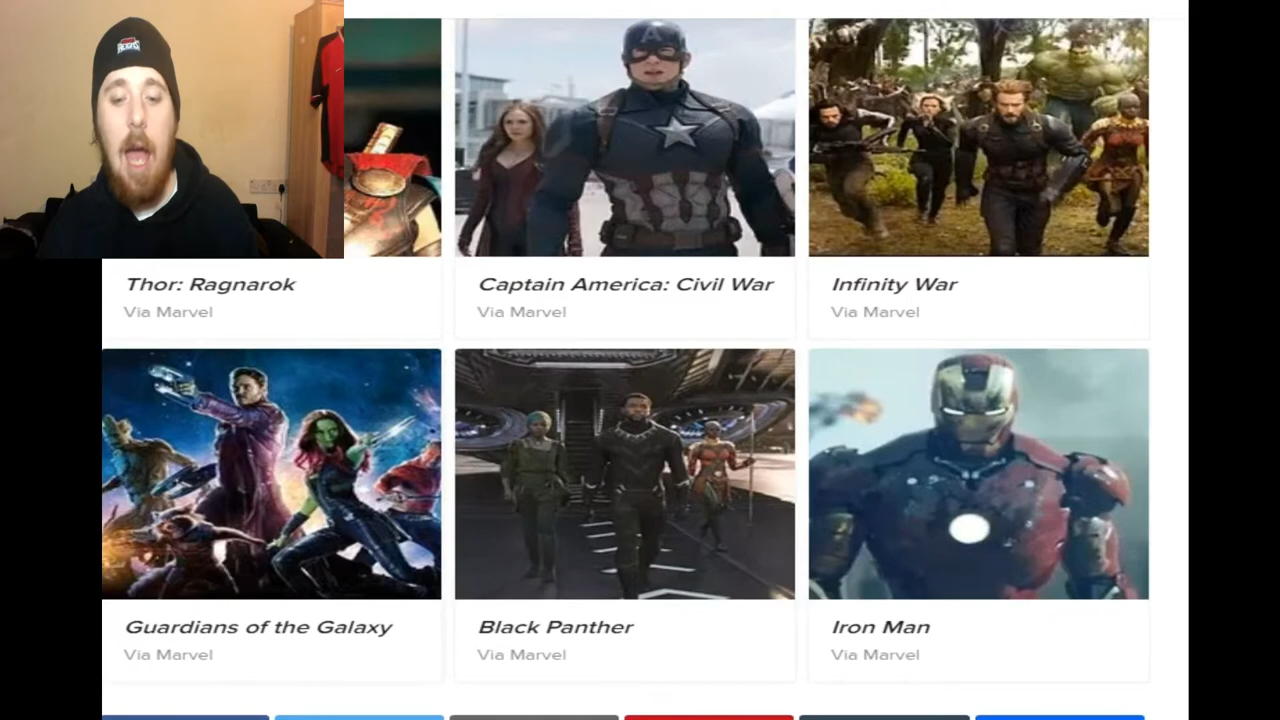 Thor: Ragnarok
Via Marvel
Captain America: Civil War
Via Marvel
Infinity War
Via Marvel
Guardians of the Galaxy
Via Marvel
Black Panther
Via Marvel
Iron Man
Via Marvel